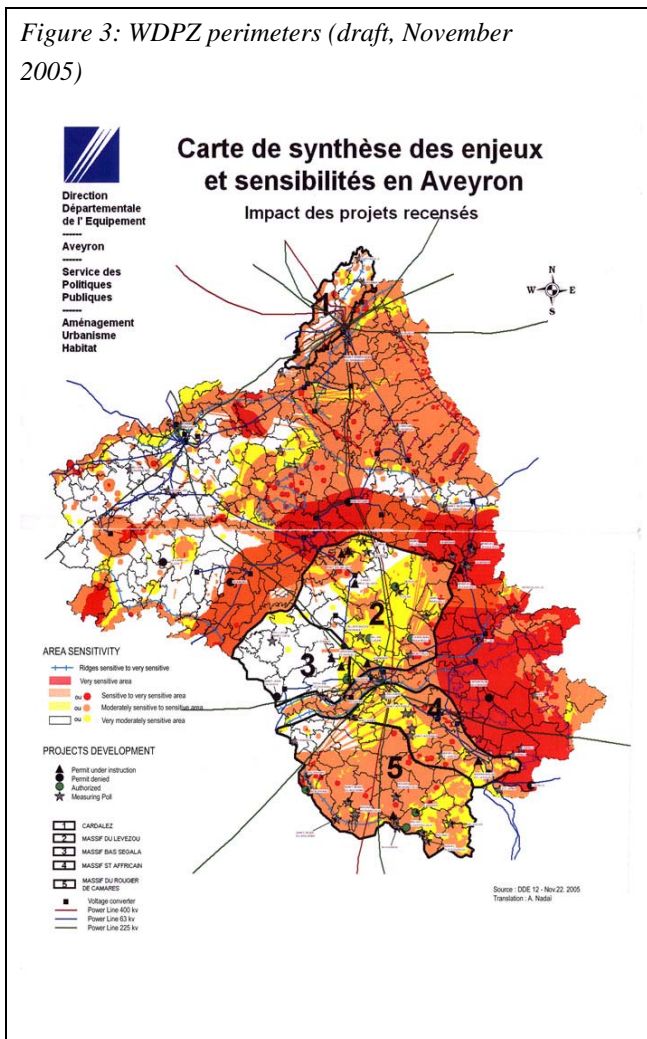 Figure 3: WDPZ perimeters (draft, November
2005)
Carte de synthèse des enjeux
et sensibilités en Aveyron
Impact des projets recensés
Direction
Départementale
de l' Equipement
------
Aveyron
------
Service des
Politiques
Publiques
------
Aménagement
Urbanisme
Habitat
N
W E
S
1
2
3
4
5
AREA SENSITIVITY
Ridges sensitive to very sensitive
Very sensitive area
ou Sensitive to very sensitive area
ou Moderately sensitive to sensitive area
ou Very moderately sensitive area
PROJECTS DEVELOPMENT
Permit under instruction
Permit denied
Authorized
Measuring Poll
1 CARDALEZ
2 MASSIF DU LEVEZOU
3 MASSIF BAS SEGALA
4 MASSIF ST AFFRICAIN
5 MASSIF DU ROUGIER
DE CAMARES
Voltage converter
Power Line 400 kv
Power Line 63 kv
Power Line 225 kv
Source : DDE 12 - Nov.22. 2005
Translation : A. Nadaï